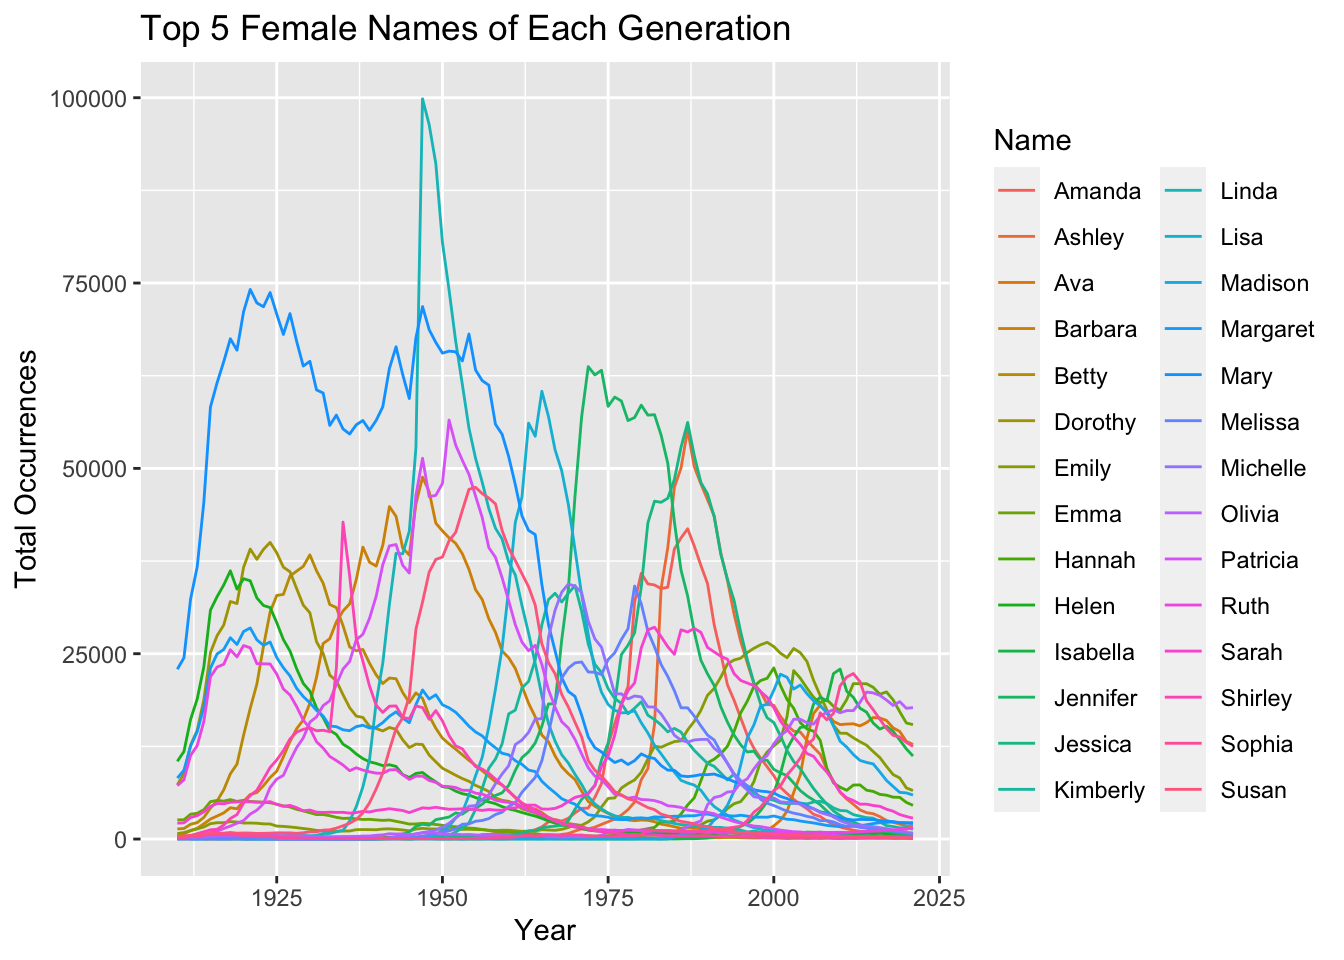 Top 5 Female Names of Each Generation
100000
75000
50000
25000
0
Total Occurrences
1925
1950
1975
2000
2025
Year
Name
Amanda
Ashley
Ava
Barbara
Betty
Dorothy
Emily
Emma
Hannah
Helen
Isabella
Jennifer
Jessica
Kimberly
Linda
Lisa
Madison
Margaret
Mary
Melissa
Michelle
Olivia
Patricia
Ruth
Sarah
Shirley
Sophia
Susan